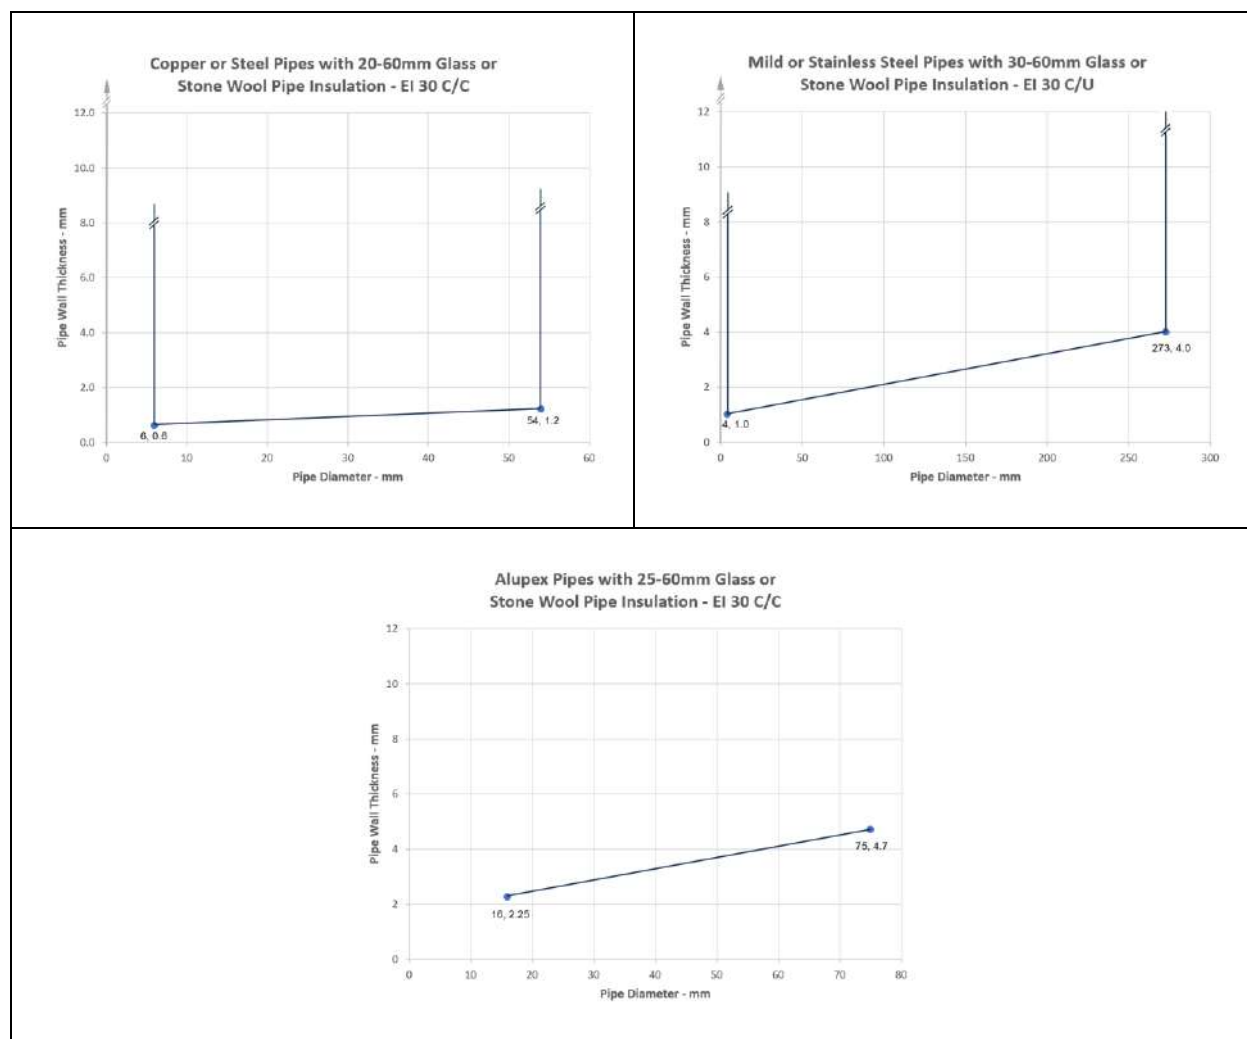 Copper or Steel Pipes with 20-60mm Glass or
Stone Wool Pipe Insulation - EI 30 C/C
Pipe Wall Thickness - mm
12.0
10.0
8.0
6.0
4.0
2.0
0.0
6, 0.6
54, 1.2
0 10 20 30 40 50 60
Pipe Diameter - mm
Mild or Stainless Steel Pipes with 30-60mm Glass or
Stone Wool Pipe Insulation - EI 30 C/U
Pipe Wall Thickness - mm
12
10
8
6
4
2
0
4, 1.0
273, 4.0
0 50 100 150 200 250 300
Pipe Diameter - mm
Alupex Pipes with 25-60mm Glass or
Stone Wool Pipe Insulation - EI 30 C/C
Pipe Wall Thickness - mm
12
10
8
6
4
2
0
16, 2.25
75, 4.7
0 10 20 30 40 50 60 70 80
Pipe Diameter - mm